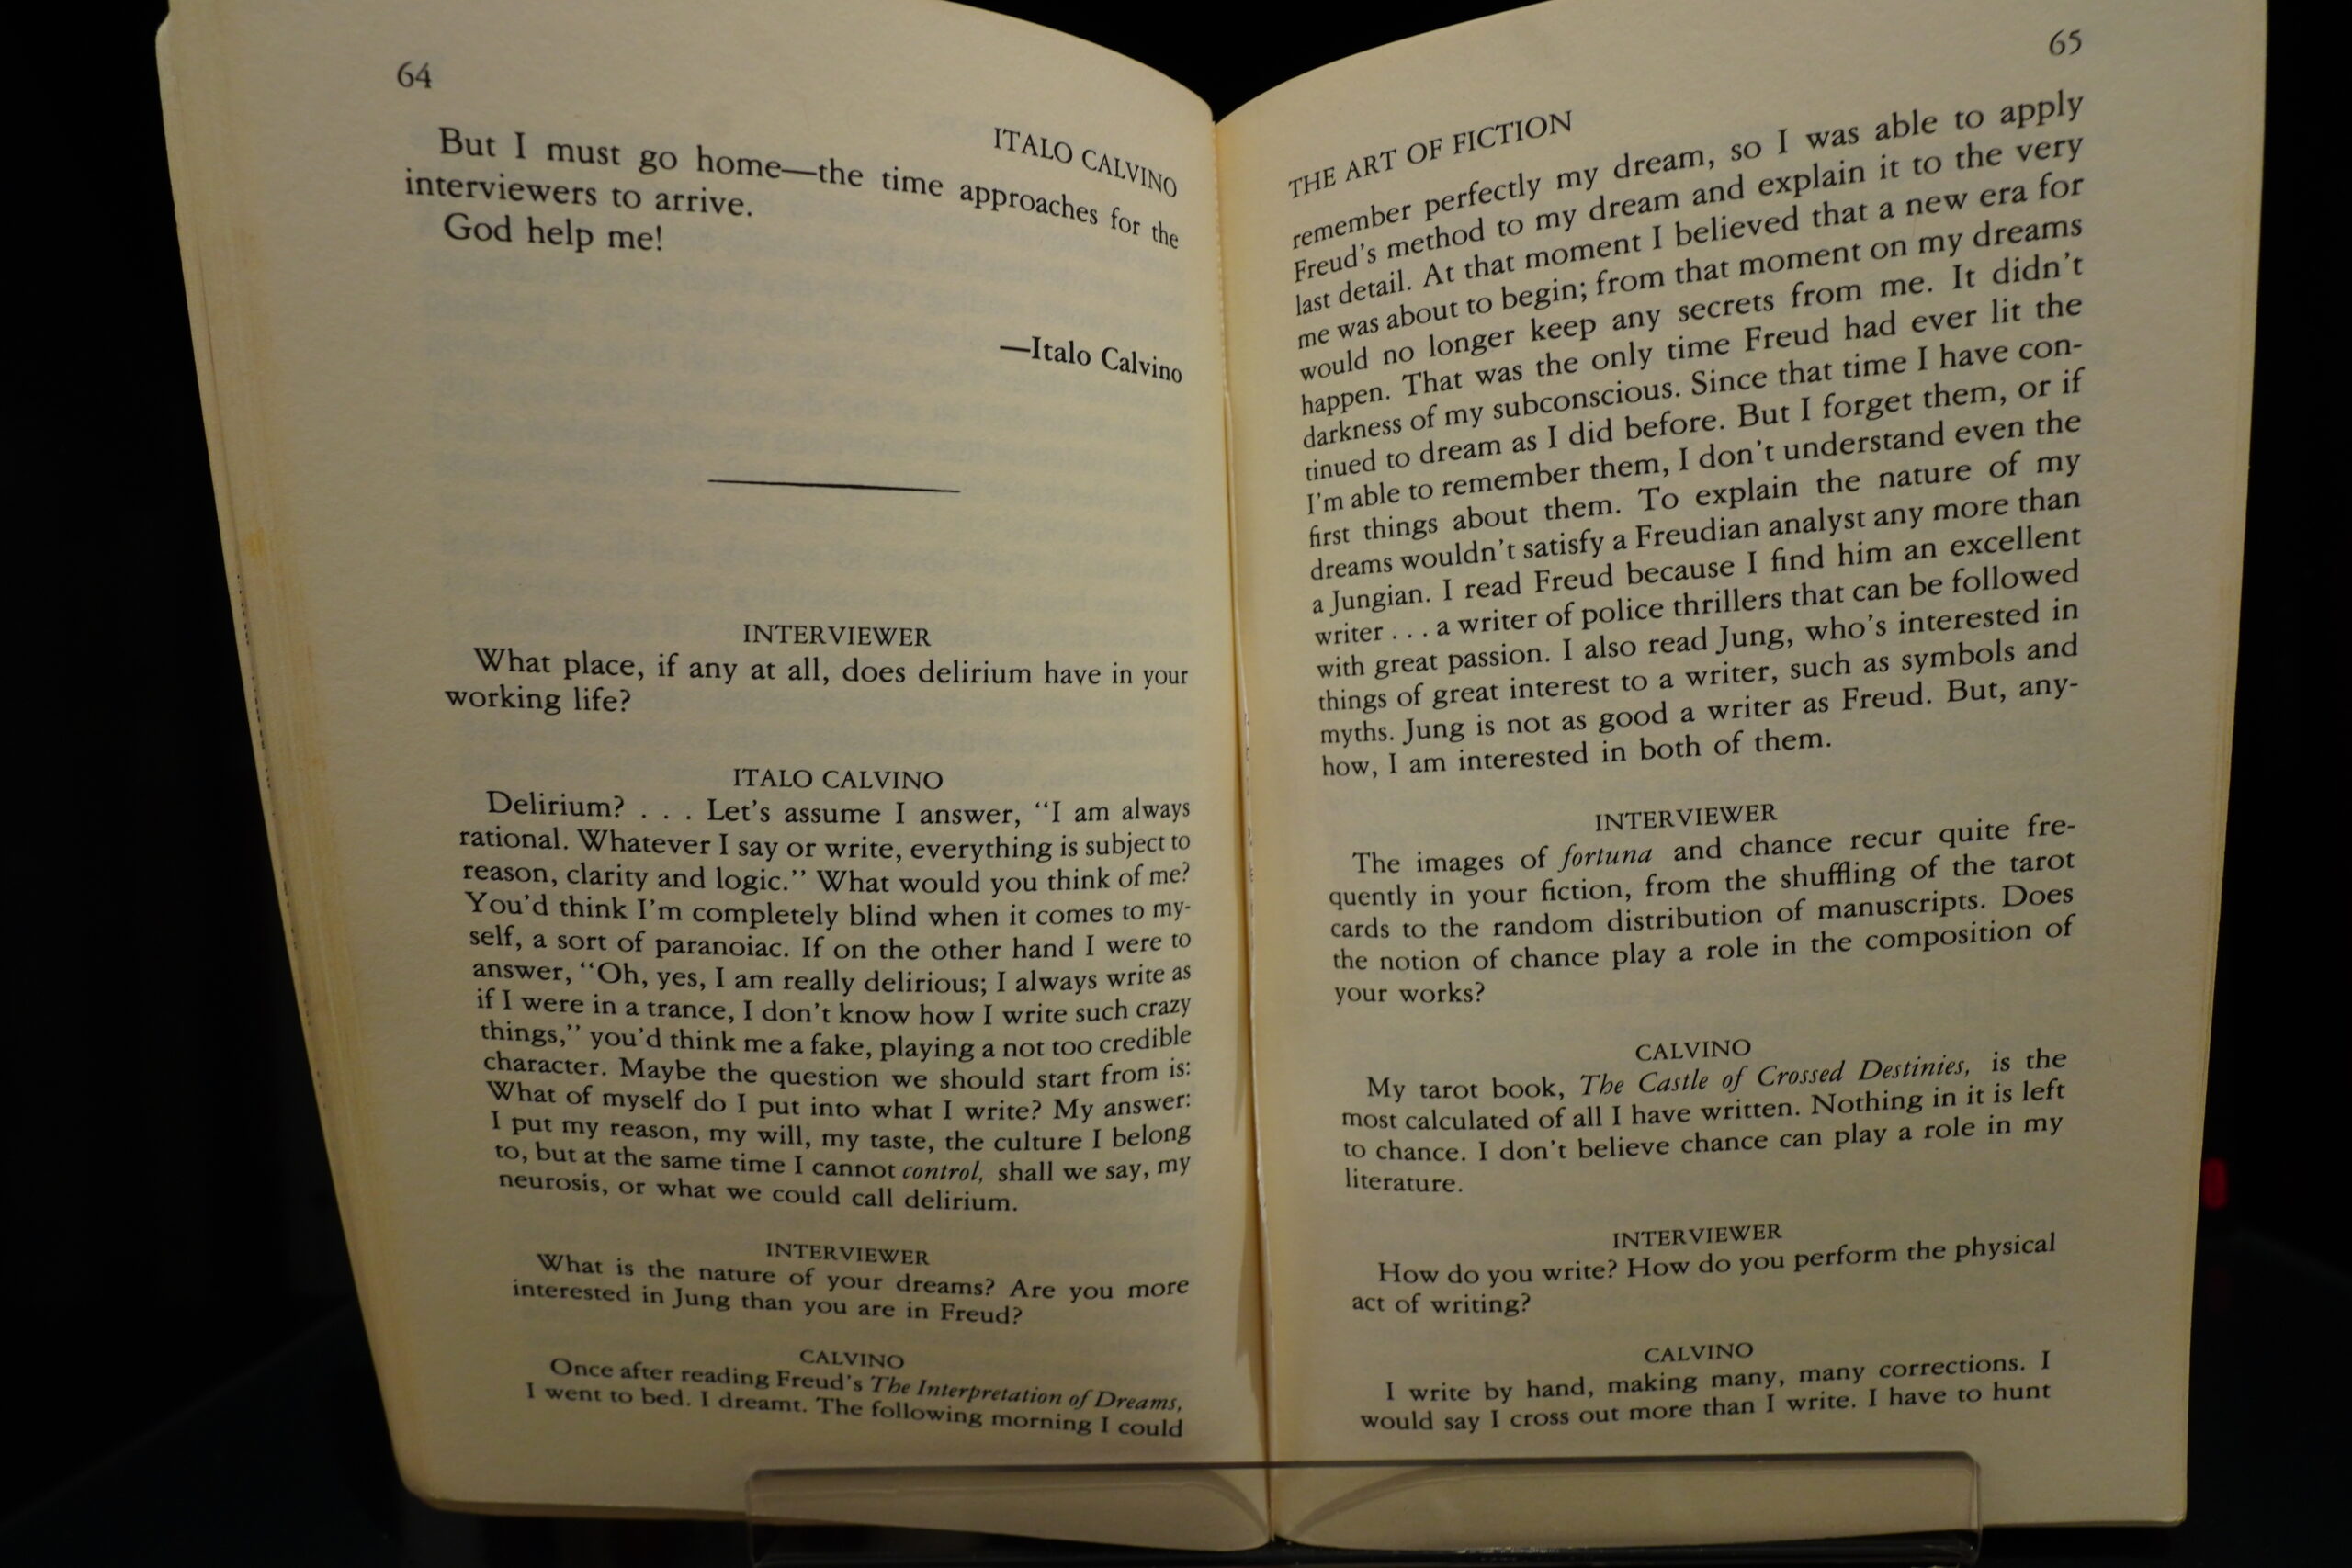 64
ITALO CALVINO
But I must go home—the time approaches for the
interviewers to arrive.
God help me!
—Italo Calvino
INTERVIEWER
What place, if any at all, does delirium have in your
working life?
ITALO CALVINO
Delirium? . . . Let's assume I answer, "I am always
rational. Whatever I say or write, everything is subject to
reason, clarity and logic." What would you think of me?
You'd think I'm completely blind when it comes to my-
self, a sort of paranoiac. If on the other hand I were to
answer, "Oh, yes, I am really delirious; I always write as
if I were in a trance, I don't know how I write such crazy
things," you'd think me a fake, playing a not too credible
character. Maybe the question we should start from is:
What of myself do I put into what I write? My answer:
I put my reason, my will, my taste, the culture I belong
to, but at the same time I cannot control, shall we say, my
neurosis, or what we could call delirium.
INTERVIEWER
What is the nature of your dreams? Are you more
interested in Jung than you are in Freud?
CALVINO
Once after reading Freud's The Interpretation of Dreams,
I went to bed. I dreamt. The following morning I could
65
THE ART OF FICTION
remember perfectly my dream, so I was able to apply
Freud's method to my dream and explain it to the very
last detail. At that moment I believed that a new era for
me was about to begin; from that moment on my dreams
would no longer keep any secrets from me. It didn't
happen. That was the only time Freud had ever lit the
darkness of my subconscious. Since that time I have con-
tinued to dream as I did before. But I forget them, or if
I'm able to remember them, I don't understand even the
first things about them. To explain the nature of my
dreams wouldn't satisfy a Freudian analyst any more than
a Jungian. I read Freud because I find him an excellent
writer . . . a writer of police thrillers that can be followed
with great passion. I also read Jung, who's interested in
things of great interest to a writer, such as symbols and
myths. Jung is not as good a writer as Freud. But, any-
how, I am interested in both of them.
INTERVIEWER
The images of fortuna and chance recur quite fre-
quently in your fiction, from the shuffling of the tarot
cards to the random distribution of manuscripts. Does
the notion of chance play a role in the composition of
your works?
CALVINO
My tarot book, The Castle of Crossed Destinies, is the
most calculated of all I have written. Nothing in it is left
to chance. I don't believe chance can play a role in my
literature.
INTERVIEWER
How do you write? How do you perform the physical
act of writing?
CALVINO
I write by hand, making many, many corrections. I
would say I cross out more than I write. I have to hunt